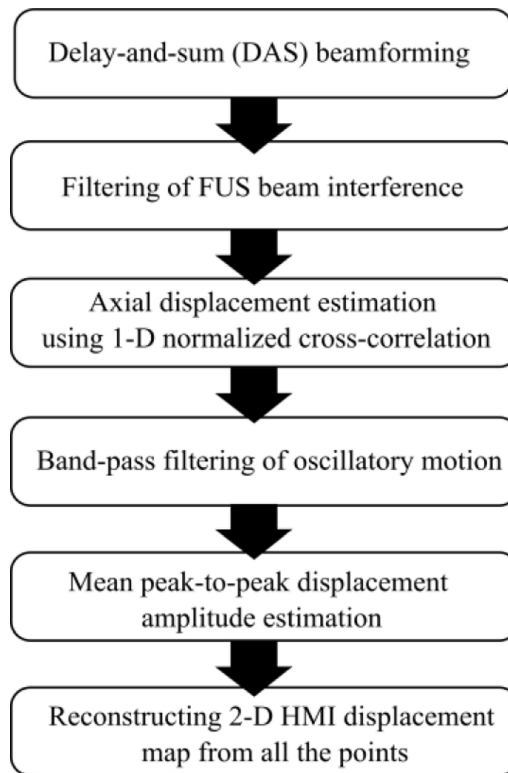 Delay-and-sum (DAS) beamforming
Filtering of FUS beam interference
Axial displacement estimation
using 1-D normalized cross-correlation
Band-pass filtering of oscillatory motion
Mean peak-to-peak displacement
amplitude estimation
Reconstructing 2-D HMI displacement
map from all the points